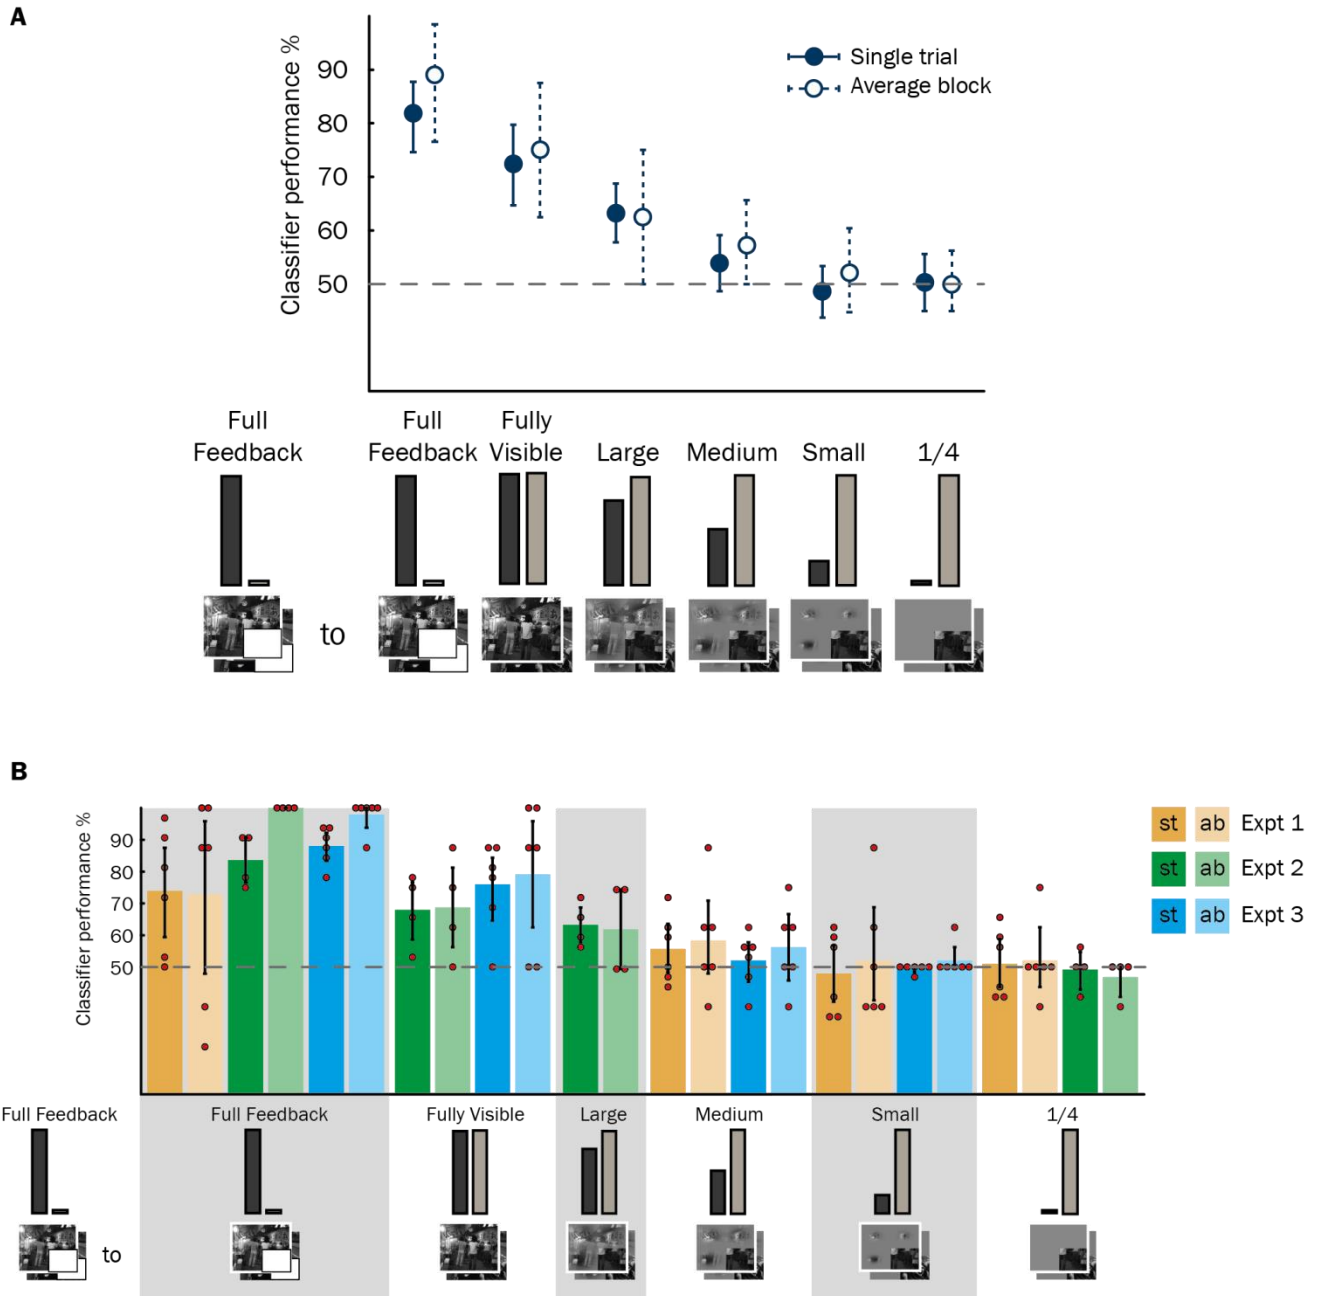 A
Classifier performance %
90
80
70
60
50
Single trial
Average block
Full Feedback
Full Feedback
Fully Visible
Large
Medium
Small
1/4
to
B
Classifier performance %
90
80
70
60
50
st ab Expt 1
st ab Expt 2
st ab Expt 3
Full Feedback
Full Feedback
Fully Visible
Large
Medium
Small
1/4
to